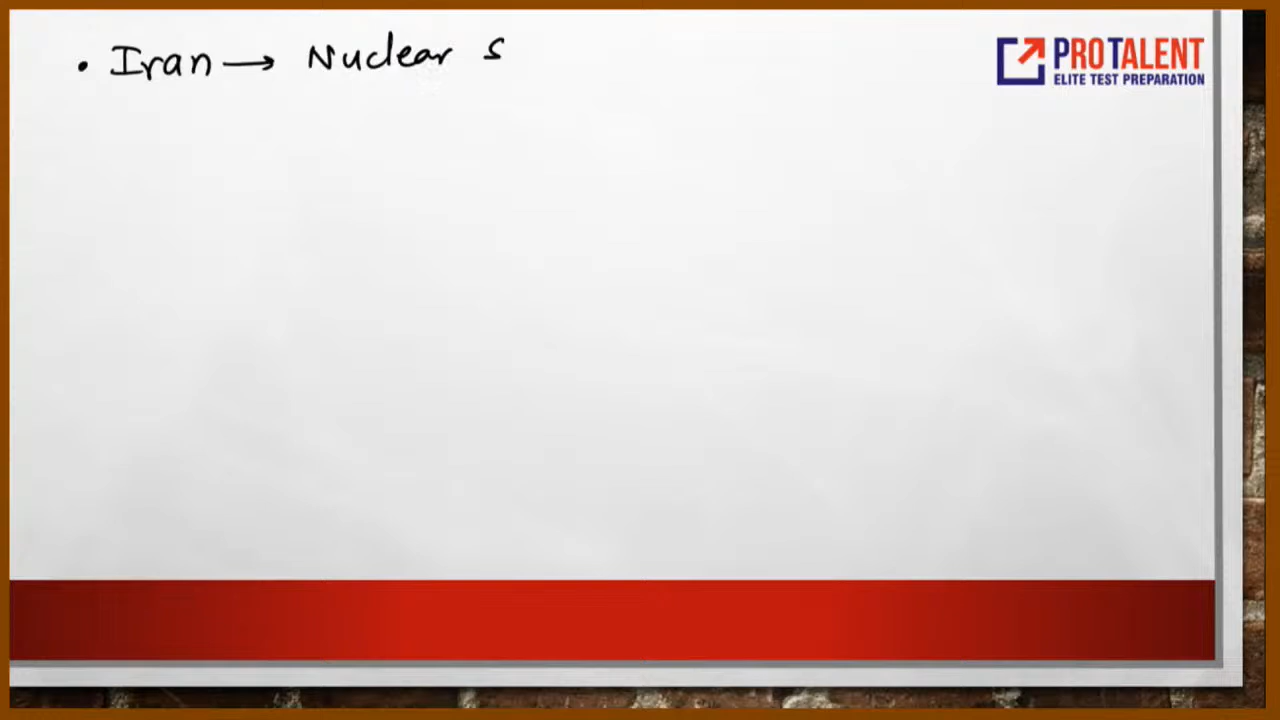 • Iran → Nuclear s
PROTALENT
ELITE TEST PREPARATION